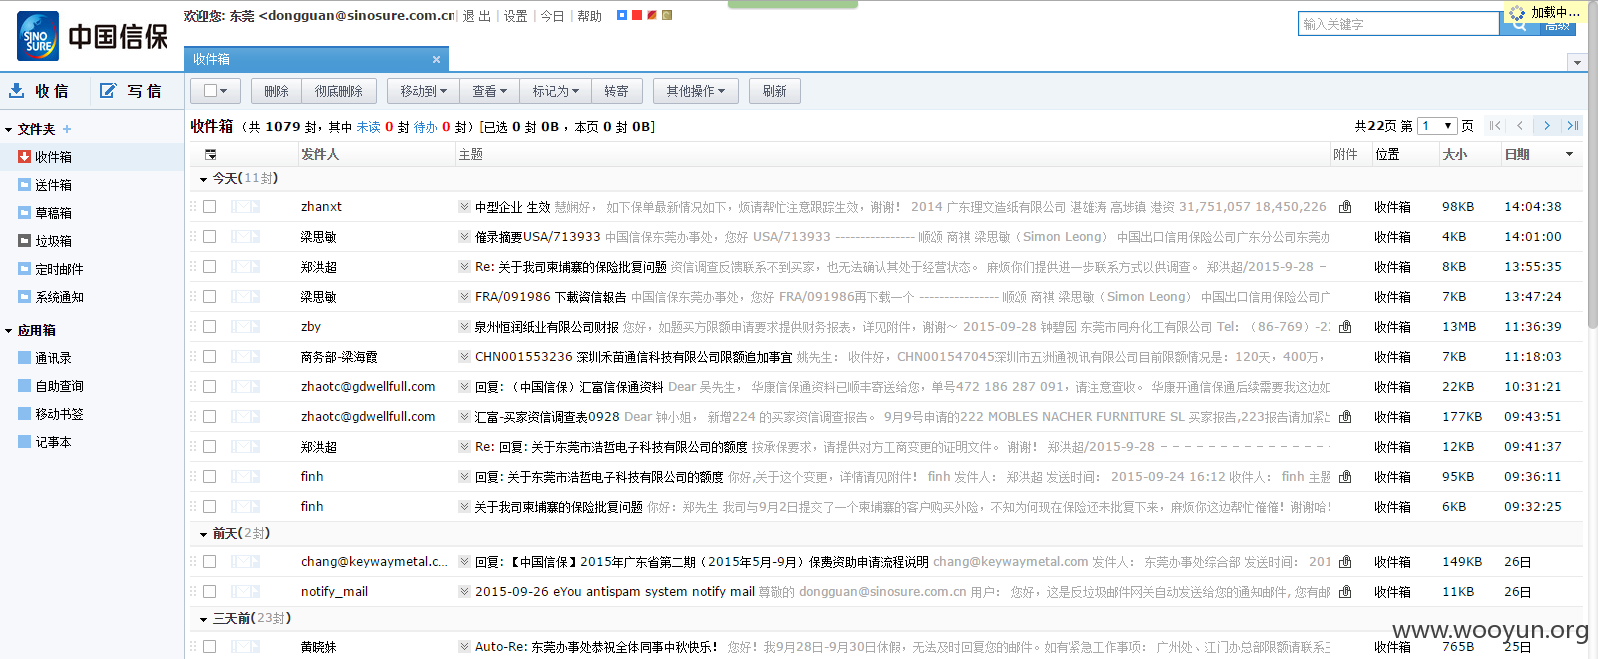 欢迎您: 东莞 <dongguan@sinosure.com.cn | 退 出 | 设置 | 今日 | 帮助
加载中...
输入关键字
高级
SINO SURE 中国信保
收件箱 ×
收 信 写 信
删除 彻底删除 移动到 查看 标记为 转寄 其他操作 刷新
文件夹 +
收件箱
送件箱
草稿箱
垃圾箱
定时邮件
系统通知
应用箱
通讯录
自助查询
移动书签
记事本
收件箱 （共 1079 封，其中 未读 0 封 待办 0 封）[已选 0 封 0B ，本页 0 封 0B]
共22页 第 1 页
发件人 主题 附件 位置 大小 日期
今天(11封)
zhanxt 中型企业 生效 慧娴好， 如下保单最新情况如下，烦请帮忙注意跟踪生效，谢谢！ 2014 广东理文造纸有限公司 湛雄涛 高埗镇 港资 31,751,057 18,450,226 收件箱 98KB 14:04:38
梁思敏 催录摘要USA/713933 中国信保东莞办事处，您好 USA/713933 ---------------- 顺颂 商祺 梁思敏（Simon Leong） 中国出口信用保险公司广东分公司东莞办 收件箱 4KB 14:01:00
郑洪超 Re: 关于我司柬埔寨的保险批复问题 资信调查反馈联系不到买家，也无法确认其处于经营状态。 麻烦你们提供进一步联系方式以供调查。 郑洪超/2015-9-28 － 收件箱 8KB 13:55:35
梁思敏 FRA/091986 下载资信報告 中国信保东莞办事处，您好 FRA/091986再下载一个 ---------------- 顺颂 商祺 梁思敏（Simon Leong） 中国出口信用保险公司广 收件箱 7KB 13:47:24
zby 泉州恒润纸业有限公司财报 您好，如题买方限额申请要求提供财务报表，详见附件，谢谢～ 2015-09-28 钟碧园 东莞市同舟化工有限公司 Tel: （86-769）-22 收件箱 13MB 11:36:39
商务部-梁海霞 CHN001553236 深圳禾苗通信科技有限公司限额追加事宜 姚先生： 收件好，CHN001547045深圳市五洲通视讯有限公司目前限额情况是：120天，400万， 收件箱 7KB 11:18:03
zhaotc@gdwellfull.com 回复: （中国信保）汇富信保通资料 Dear 吴先生， 华康信保通资料已顺丰寄送给您，单号472 186 287 091，请注意查收。 华康开通信保通后续需要我这边如 收件箱 22KB 10:31:21
zhaotc@gdwellfull.com 汇富-买家资信调查表0928 Dear 钟小姐， 新增224 的买家资信调查报告。 9月9号申请的222 MOBLES NACHER FURNITURE SL 买家报告,223报告请加紧出 收件箱 177KB 09:43:51
郑洪超 Re: 回复: 关于东莞市浩哲电子科技有限公司的额度 按承保要求，请提供对方工商变更的证明文件。 谢谢！ 郑洪超/2015-9-28 － － － － － － － － － － － － － 收件箱 12KB 09:41:37
finh 回复: 关于东莞市浩哲电子科技有限公司的额度 你好,关于这个变更，详情请见附件！ finh 发件人： 郑洪超 发送时间： 2015-09-24 16:12 收件人： finh 主题 收件箱 95KB 09:36:11
finh 关于我司柬埔寨的保险批复问题 你好：郑先生 我司与9月2日提交了一个柬埔寨的客户购买外险，不知为何现在保险还未批复下来，麻烦你这边帮忙催催！谢谢哈! 收件箱 6KB 09:32:25
前天(2封)
chang@keywaymetal.c... 回复:【中国信保】2015年广东省第二期（2015年5月-9月）保费资助申请流程说明 chang@keywaymetal.com 发件人： 东莞办事处综合部 发送时间： 201 收件箱 149KB 26日
notify_mail 2015-09-26 eYou antispam system notify mail 尊敬的 dongguan@sinosure.com.cn 用户： 您好，这是反垃圾邮件网关自动发送给您的通知邮件, 您有邮 收件箱 11KB 26日
三天前(23封)
黄晓妹 Auto-Re: 东莞办事处恭祝全体同事中秋快乐！ 您好！我9月28日-9月30日休假，无法及时回复您的邮件。如有紧急工作事项： 广州处、江门办总部限额请联系三 收件箱 765B 25日
www.wooyun.org